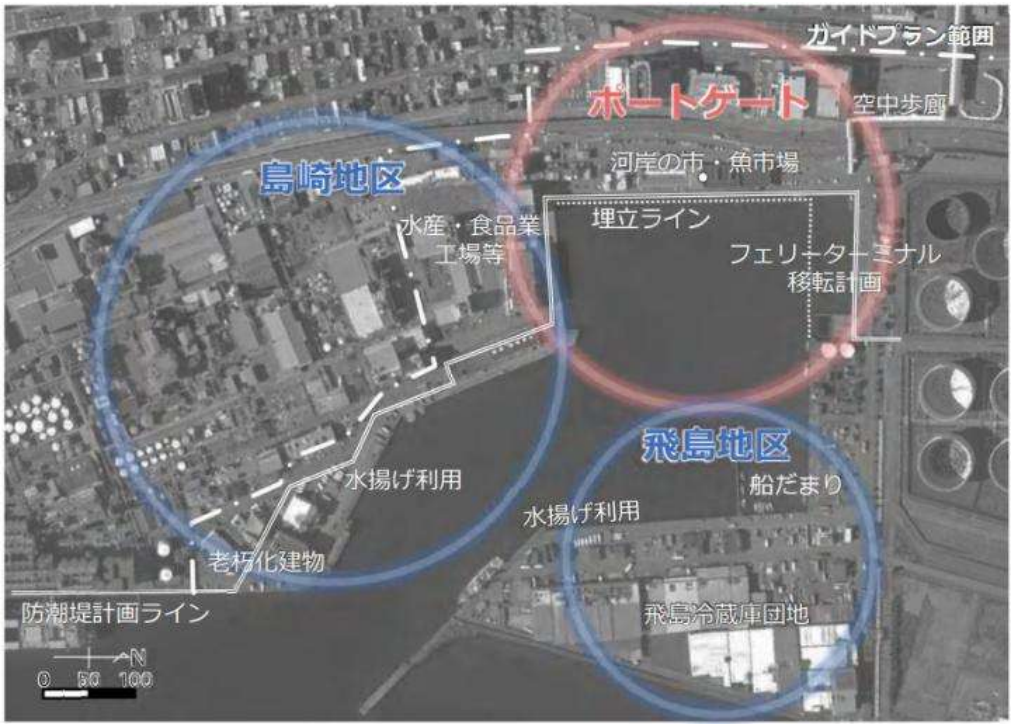 ガイドプラン範囲
ポートゲート
空中歩廊
河岸の市・魚市場
島崎地区
水産・食品業
工場等
埋立ライン
フェリーターミナル
移転計画
飛島地区
水揚げ利用
船だまり
水揚げ利用
老朽化建物
防潮堤計画ライン
飛島冷蔵庫団地
N
0 50 100